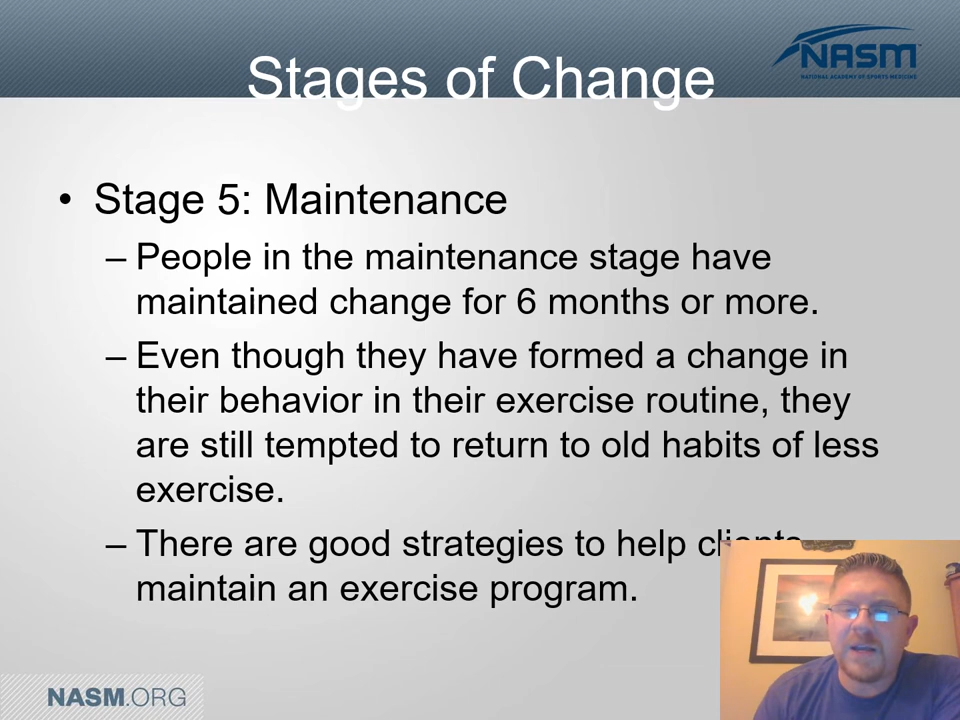 NASM
NATIONAL ACADEMY OF SPORTS MEDICINE
Stages of Change
• Stage 5: Maintenance
– People in the maintenance stage have
maintained change for 6 months or more.
– Even though they have formed a change in
their behavior in their exercise routine, they
are still tempted to return to old habits of less
exercise.
– There are good strategies to help clients
maintain an exercise program.
NASM.ORG